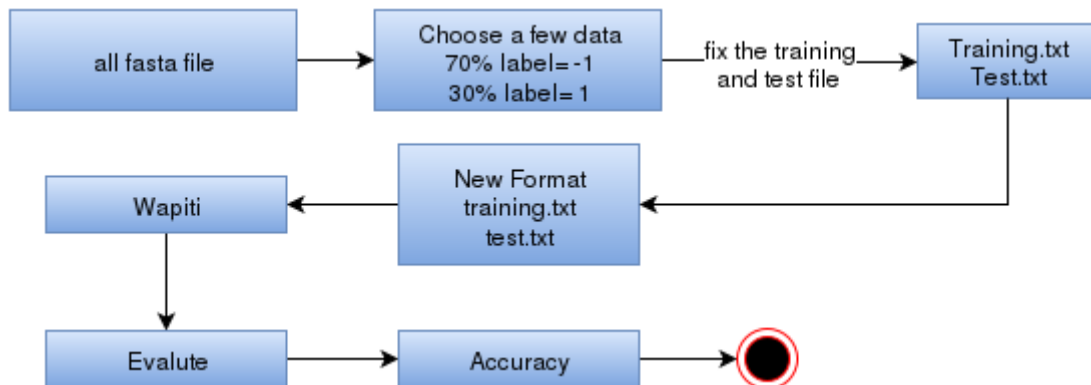 all fasta file
Choose a few data
70% label= -1
30% label= 1
fix the training
and test file
Training.txt
Test.txt
New Format
training.txt
test.txt
Wapiti
Evalute
Accuracy